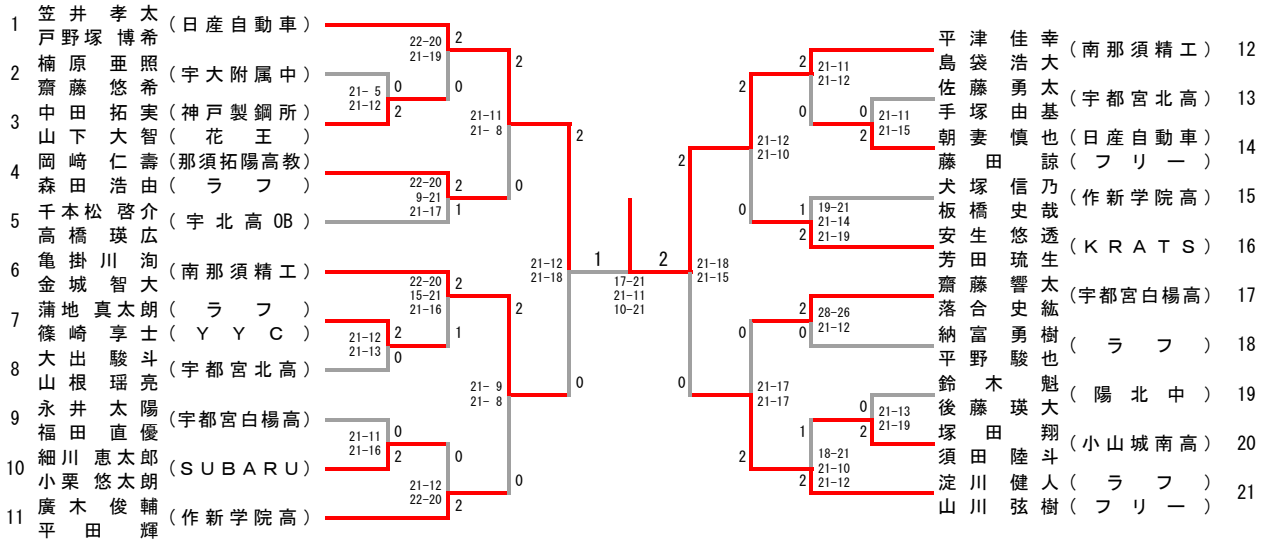 1 笠井 孝太 (日産自動車)
戸野塚 博希
2 楠原 亜照 (宇大附属中)
齋藤 悠希
3 中田 拓実 (神戸製鋼所)
山下 大智 (花王)
4 岡﨑 仁壽 (那須拓陽高教)
森田 浩由 (ラフ)
5 千本松 啓介 (宇北高OB)
高橋 瑛広
6 亀掛川 洵 (南那須精工)
金城 智大
7 蒲地 真太朗 (ラフ)
篠崎 享士 (YYC)
8 大出 駿斗 (宇都宮北高)
山根 瑶亮
9 永井 太陽 (宇都宮白楊高)
福田 直優
10 細川 恵太郎 (SUBARU)
小栗 悠太朗
11 廣木 俊輔 (作新学院高)
平田 輝
22-20
21-19
2
0
21- 5
21-12
0
2
2
21-11
21- 8
0
22-20
9-21
21-17
2
1
2
21-12
21-18
0
22-20
15-21
21-16
2
1
21-12
21-13
2
0
2
21- 9
21- 8
0
21-11
21-16
0
2
21-12
22-20
0
2
1
2
17-21
21-11
10-21
2
21-18
21-15
0
2
21-12
21-10
0
2
21-11
21-12
0
2
21-11
21-15
1
2
19-21
21-14
21-19
0
21-17
21-17
2
2
0
28-26
21-12
1
2
18-21
21-10
21-12
0
2
21-13
21-19
平津 佳幸 (南那須精工) 12
島袋 浩大
佐藤 勇太 (宇都宮北高) 13
手塚 由基
朝妻 慎也 (日産自動車) 14
藤田 諒 (フリー)
犬塚 信乃 (作新学院高) 15
板橋 史哉
安生 悠透 (KRATS) 16
芳田 琉生
齋藤 響太 (宇都宮白楊高) 17
落合 史紘
納富 勇樹 (ラフ) 18
平野 駿也
鈴木 魁 (陽北中) 19
後藤 瑛大
塚田 翔 (小山城南高) 20
須田 陸斗
淀川 健人 (ラフ) 21
山川 弦樹 (フリー)